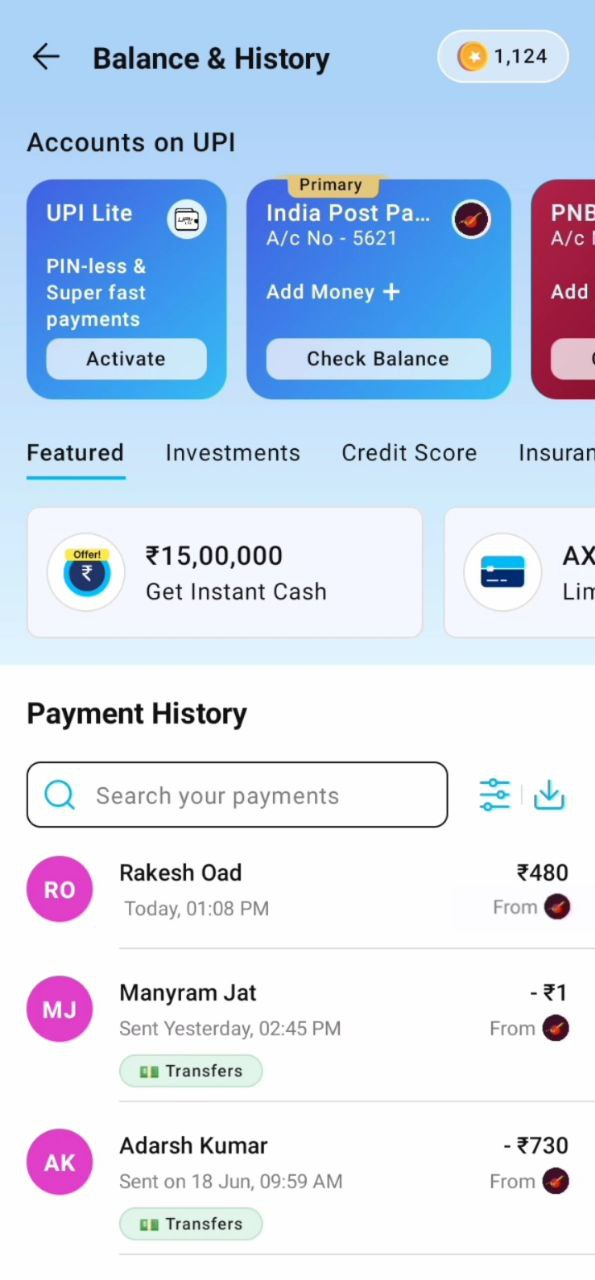 Balance & History
1,124
Accounts on UPI
UPI Lite
PIN-less &
Super fast
payments
Activate
Primary
India Post Pa...
A/c No - 5621
Add Money +
Check Balance
PNB
A/c
Add
Featured
Investments
Credit Score
Insuran
Offer!
₹
₹15,00,000
Get Instant Cash
AX
Lim
Payment History
Search your payments
RO
Rakesh Oad
₹480
Today, 01:08 PM
From
MJ
Manyram Jat
- ₹1
Sent Yesterday, 02:45 PM
From
Transfers
AK
Adarsh Kumar
- ₹730
Sent on 18 Jun, 09:59 AM
From
Transfers